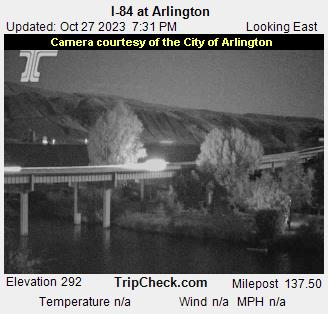 I-84 at Arlington
Updated: Oct 27 2023 7:31 PM Looking East
Camera courtesy of the City of Arlington
Elevation 292 TripCheck.com Milepost 137.50
Temperature n/a Wind n/a MPH n/a